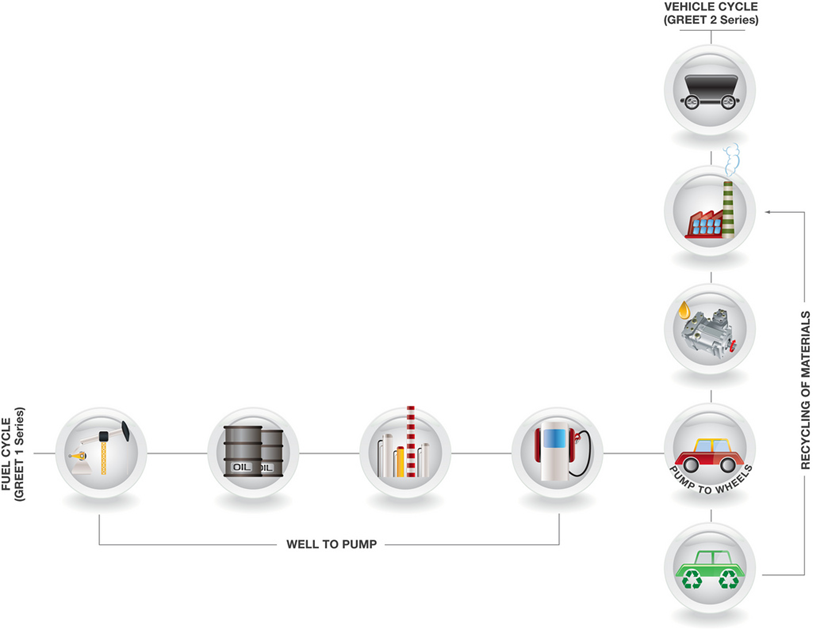 VEHICLE CYCLE
(GREET 2 Series)
RECYCLING OF MATERIALS
FUEL CYCLE
(GREET 1 Series)
OIL
OIL
PUMP TO WHEELS
WELL TO PUMP